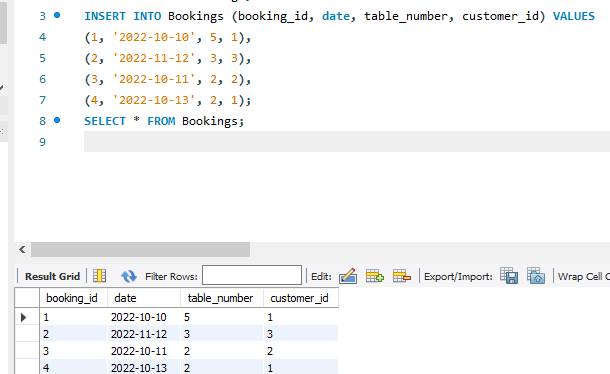 3 INSERT INTO Bookings (booking_id, date, table_number, customer_id) VALUES
4 (1, '2022-10-10', 5, 1),
5 (2, '2022-11-12', 3, 3),
6 (3, '2022-10-11', 2, 2),
7 (4, '2022-10-13', 2, 1);
8 SELECT * FROM Bookings;
9
Result Grid Filter Rows: Edit: Export/Import: Wrap Cell C
booking_id date table_number customer_id
1 2022-10-10 5 1
2 2022-11-12 3 3
3 2022-10-11 2 2
4 2022-10-13 2 1